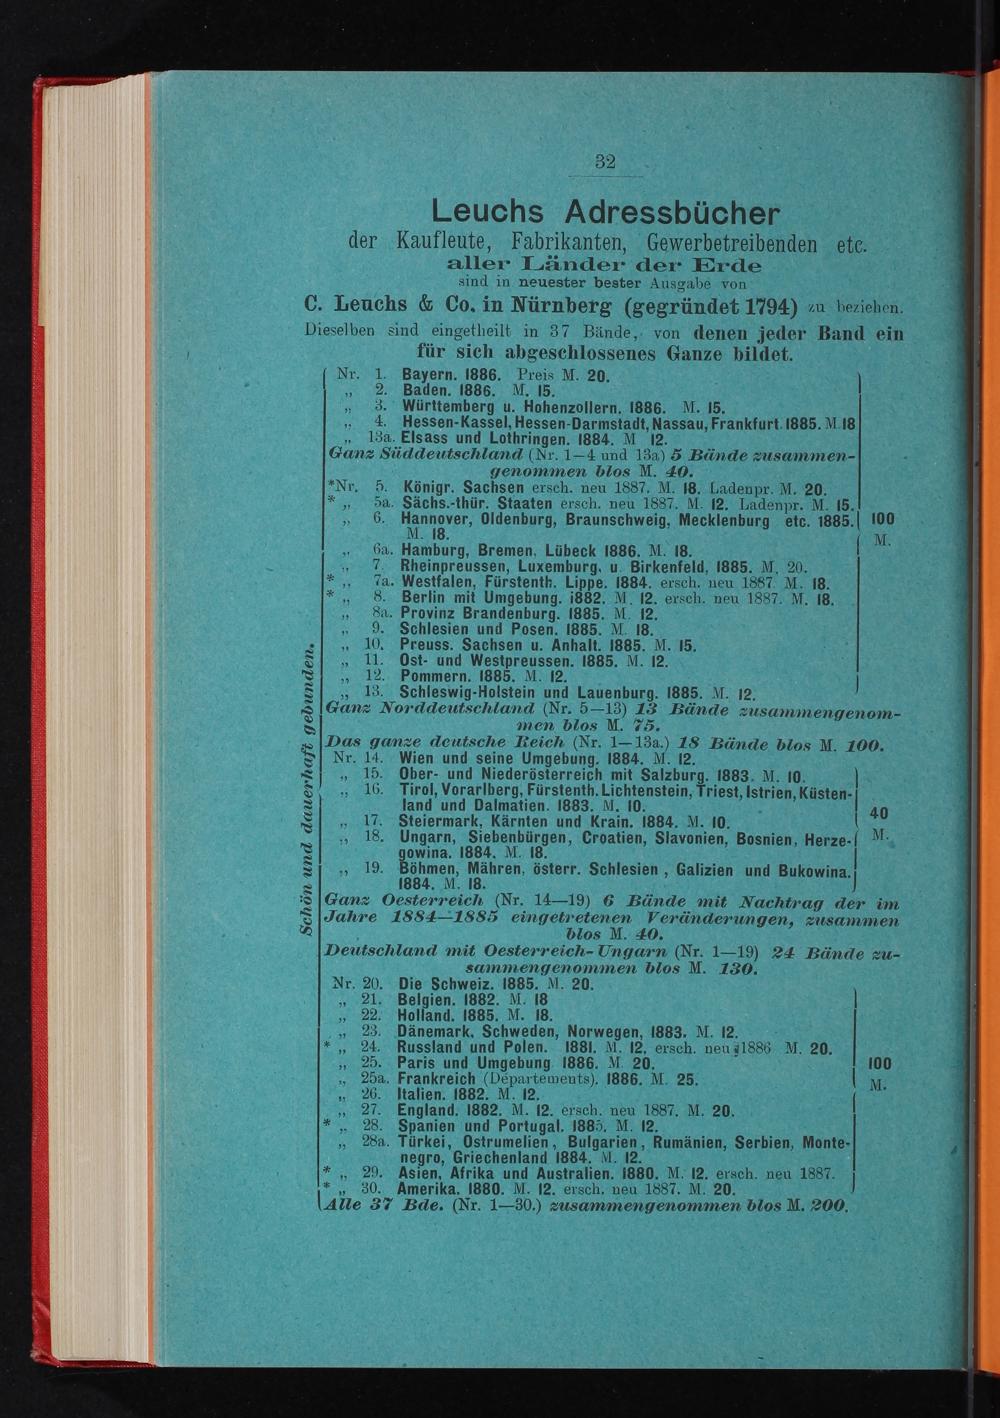 32
Leuchs Adressbücher
der Kaufleute, Fabrikanten, Gewerbetreibenden etc.
aller Länder der Erde
sind in neuester bester Ausgabe von
C. Leuchs & Co. in Nürnberg (gegründet 1794) zu beziehen.
Dieselben sind eingetheilt in 37 Bände, von denen jeder Band ein
für sich abgeschlossenes Ganze bildet.
Nr. 1. Bayern. 1886. Preis M. 20.
„ 2. Baden. 1886. M. 15.
„ 3. Württemberg u. Hohenzollern. 1886. M. 15.
„ 4. Hessen-Kassel, Hessen-Darmstadt, Nassau, Frankfurt. 1885. M 18
„ 13a. Elsass und Lothringen. 1884. M 12.
Ganz Süddeutschland (Nr. 1—4 und 13a) 5 Bände zusammen-
genommen blos M. 40.
*Nr. 5. Königr. Sachsen ersch. neu 1887. M. 18. Ladenpr. M. 20.
* „ 5a. Sächs.-thür. Staaten ersch. neu 1887. M. 12. Ladenpr. M. 15.
„ 6. Hannover, Oldenburg, Braunschweig, Mecklenburg etc. 1885.
M. 18.
100
M.
„ 6a. Hamburg, Bremen, Lübeck 1886. M. 18.
„ 7. Rheinpreussen, Luxemburg, u. Birkenfeld, 1885. M. 20.
* „ 7a. Westfalen, Fürstenth. Lippe. 1884. ersch. neu 1887 M. 18.
* „ 8. Berlin mit Umgebung. i882. M. 12. ersch. neu 1887. M. 18.
„ 8a. Provinz Brandenburg. 1885. M. 12.
„ 9. Schlesien und Posen. 1885. M. 18.
„ 10. Preuss. Sachsen u. Anhalt. 1885. M. 15.
„ 11. Ost- und Westpreussen. 1885. M. 12.
„ 12. Pommern. 1885. M. 12.
„ 13. Schleswig-Holstein und Lauenburg. 1885. M. 12.
Ganz Norddeutschland (Nr. 5—13) 13 Bände zusammengenom-
men blos M. 75.
Das ganze deutsche Reich (Nr. 1—13a.) 18 Bände blos M. 100.
Nr. 14. Wien und seine Umgebung. 1884. M. 12.
„ 15. Ober- und Niederösterreich mit Salzburg. 1883. M. 10.
„ 16. Tirol, Vorarlberg, Fürstenth. Lichtenstein, Triest, Istrien, Küsten-
land und Dalmatien. 1883. M. 10.
„ 17. Steiermark, Kärnten und Krain. 1884. M. 10.
40
M.
„ 18. Ungarn, Siebenbürgen, Croatien, Slavonien, Bosnien, Herze-
gowina. 1884. M. 18.
„ 19. Böhmen, Mähren, österr. Schlesien, Galizien und Bukowina.
1884. M. 18.
Ganz Oesterreich (Nr. 14—19) 6 Bände mit Nachtrag der im
Jahre 1884—1885 eingetretenen Veränderungen, zusammen
blos M. 40.
Deutschland mit Oesterreich-Ungarn (Nr. 1—19) 24 Bände zu-
sammengenommen blos M. 130.
Nr. 20. Die Schweiz. 1885. M. 20.
„ 21. Belgien. 1882. M. 18
„ 22. Holland. 1885. M. 18.
„ 23. Dänemark, Schweden, Norwegen, 1883. M. 12.
* „ 24. Russland und Polen. 1881. M. 12. ersch. neu 1886 M. 20.
„ 25. Paris und Umgebung 1886. M. 20.
„ 25a. Frankreich (Départements). 1886. M. 25.
100
M.
„ 26. Italien. 1882. M. 12.
„ 27. England. 1882. M. 12. ersch. neu 1887. M. 20.
* „ 28. Spanien und Portugal. 1885. M. 12.
„ 28a. Türkei, Ostrumelien, Bulgarien, Rumänien, Serbien, Monte-
negro, Griechenland 1884. M. 12.
* „ 29. Asien, Afrika und Australien. 1880. M. 12. ersch. neu 1887.
* „ 30. Amerika. 1880. M. 12. ersch. neu 1887. M. 20.
Alle 37 Bde. (Nr. 1—30.) zusammengenommen blos M. 200.
Schön und dauerhaft gebunden.